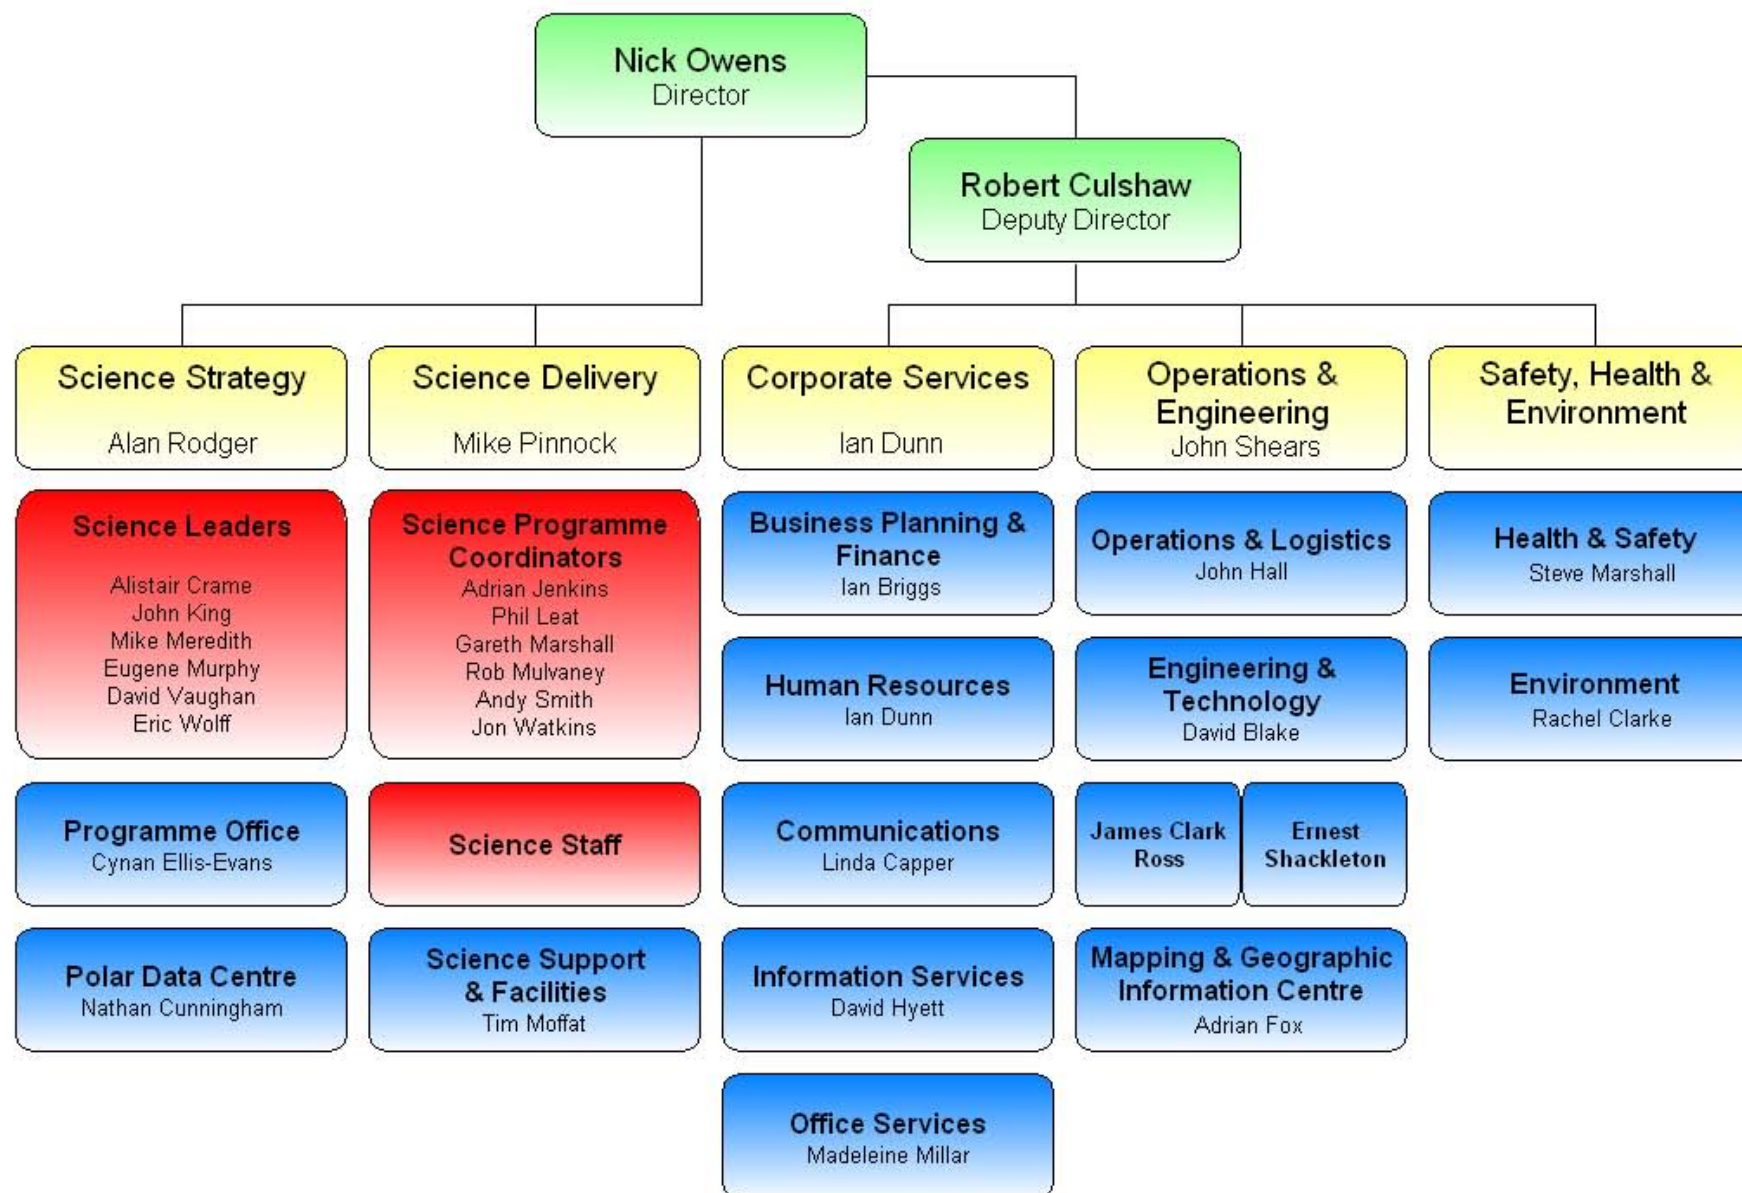 Nick Owens
Director
Robert Culshaw
Deputy Director
Science Strategy
Alan Rodger
Science Delivery
Mike Pinnock
Corporate Services
Ian Dunn
Operations &
Engineering
John Shears
Safety, Health &
Environment
Science Leaders
Alistair Crame
John King
Mike Meredith
Eugene Murphy
David Vaughan
Eric Wolff
Programme Office
Cynan Ellis-Evans
Polar Data Centre
Nathan Cunningham
Science Programme
Coordinators
Adrian Jenkins
Phil Leat
Gareth Marshall
Rob Mulvaney
Andy Smith
Jon Watkins
Science Staff
Science Support
& Facilities
Tim Moffat
Business Planning &
Finance
Ian Briggs
Human Resources
Ian Dunn
Communications
Linda Capper
Information Services
David Hyett
Office Services
Madeleine Millar
Operations & Logistics
John Hall
Engineering &
Technology
David Blake
James Clark
Ross
Ernest
Shackleton
Mapping & Geographic
Information Centre
Adrian Fox
Health & Safety
Steve Marshall
Environment
Rachel Clarke